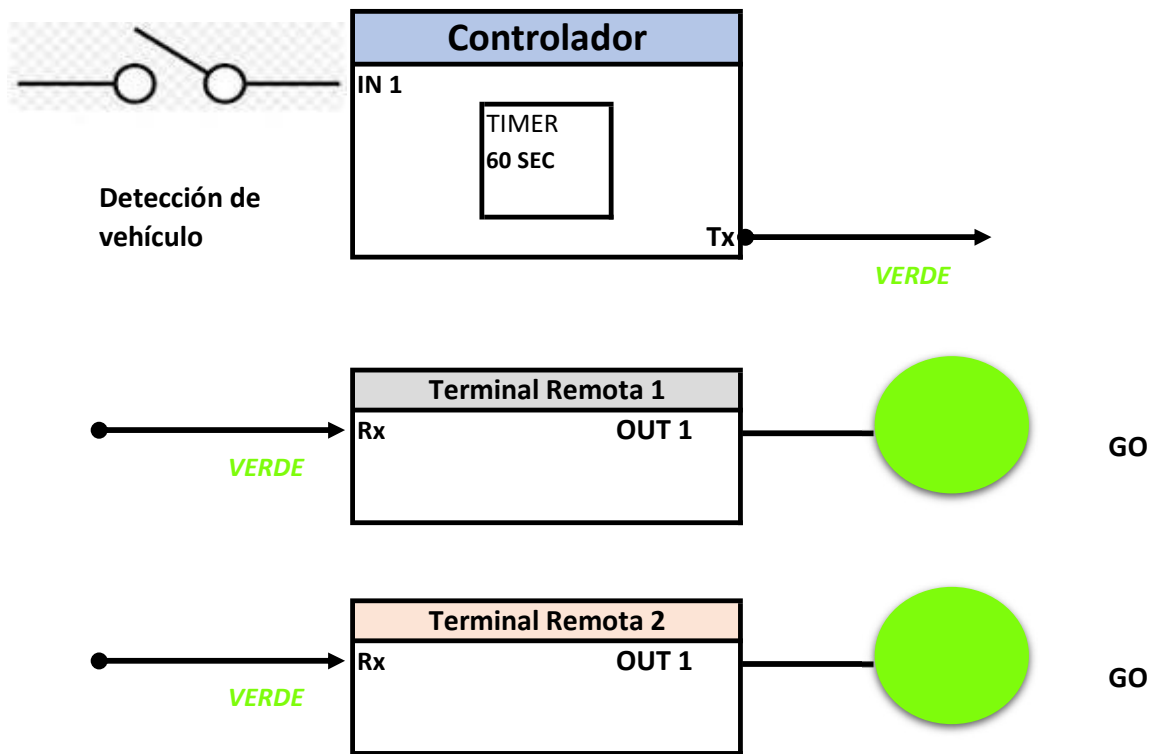 Controlador
IN 1
TIMER
60 SEC
Detección de
vehículo
Tx
VERDE
Terminal Remota 1
Rx OUT 1
GO
VERDE
Terminal Remota 2
Rx OUT 1
GO
VERDE